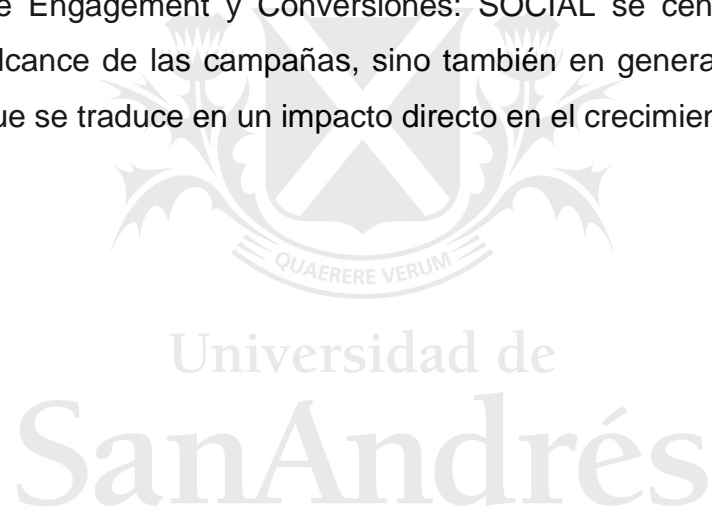 e Engagement y Conversiones: SOCIAL se cen
lcance de las campañas, sino también en genera
ue se traduce en un impacto directo en el crecimien
QUAERERE VERUM
Universidad de
SanAndrés